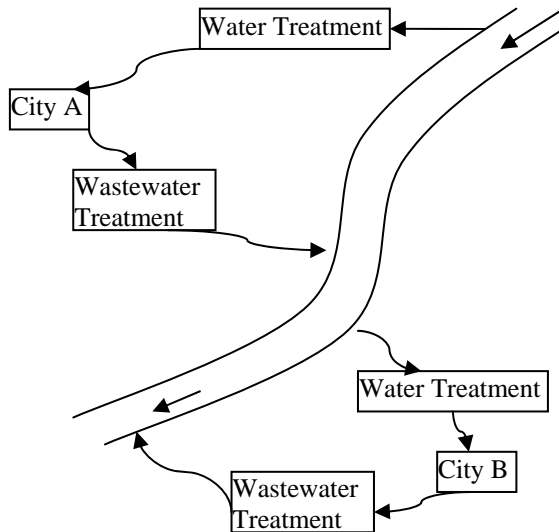 Water Treatment
City A
Wastewater
Treatment
Water Treatment
City B
Wastewater
Treatment